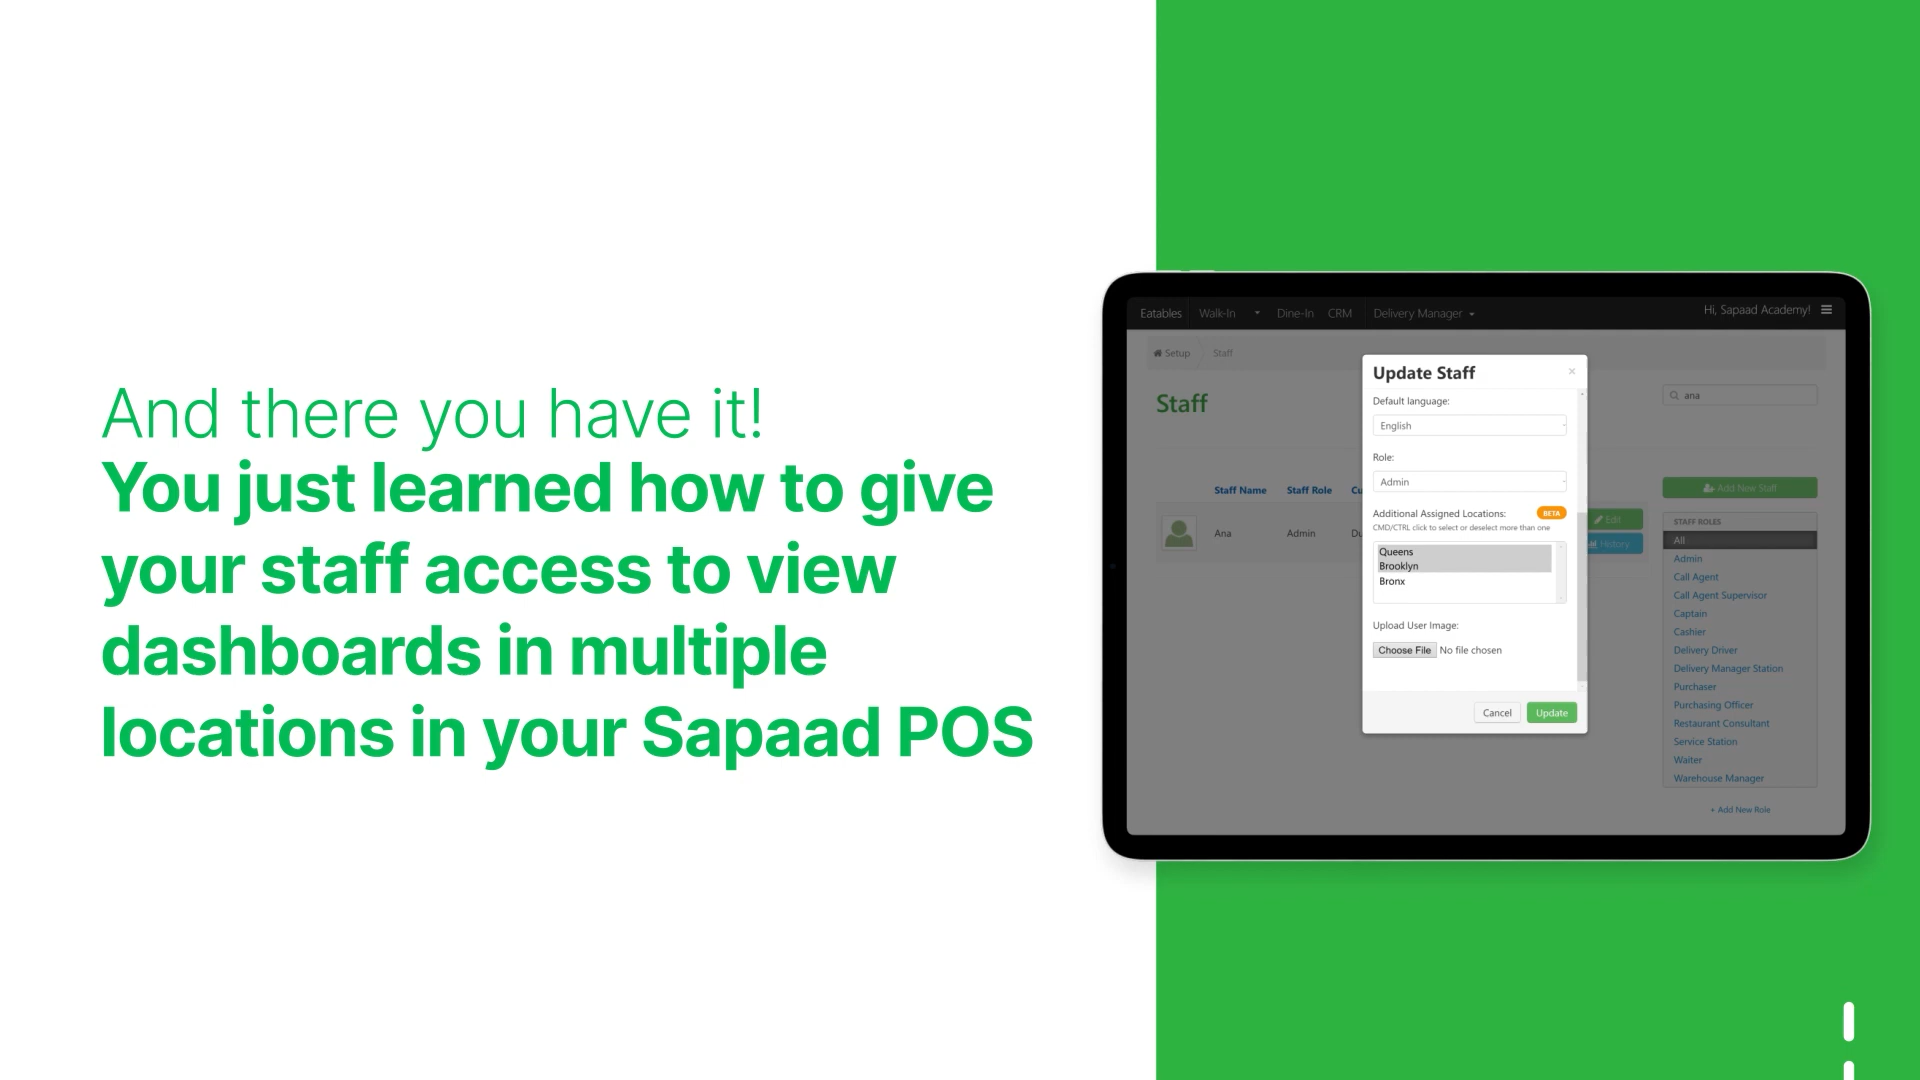 And there you have it!
You just learned how to give
your staff access to view
dashboards in multiple
locations in your Sapaad POS
Eatables Walk-In Dine-In CRM Delivery Manager
Hi, Sapaad Academy!
Setup Staff
Staff
ana
Staff Name Staff Role Cu
Ana Admin Du
Edit
History
Update Staff
×
Default language:
English
Role:
Admin
Additional Assigned Locations: BETA
CMD/CTRL click to select or deselect more than one
Queens
Brooklyn
Bronx
Upload User Image:
Choose File No file chosen
Cancel Update
Add New Staff
STAFF ROLES
All
Admin
Call Agent
Call Agent Supervisor
Captain
Cashier
Delivery Driver
Delivery Manager Station
Purchaser
Purchasing Officer
Restaurant Consultant
Service Station
Waiter
Warehouse Manager
+ Add New Role